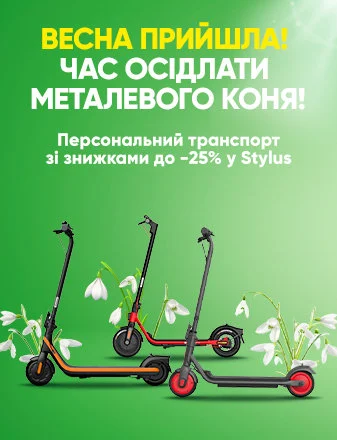 ВЕСНА ПРИЙШЛА!
ЧАС ОСІДЛАТИ
МЕТАЛЕВОГО КОНЯ!
Персональний транспорт
зі знижками до -25% у Stylus